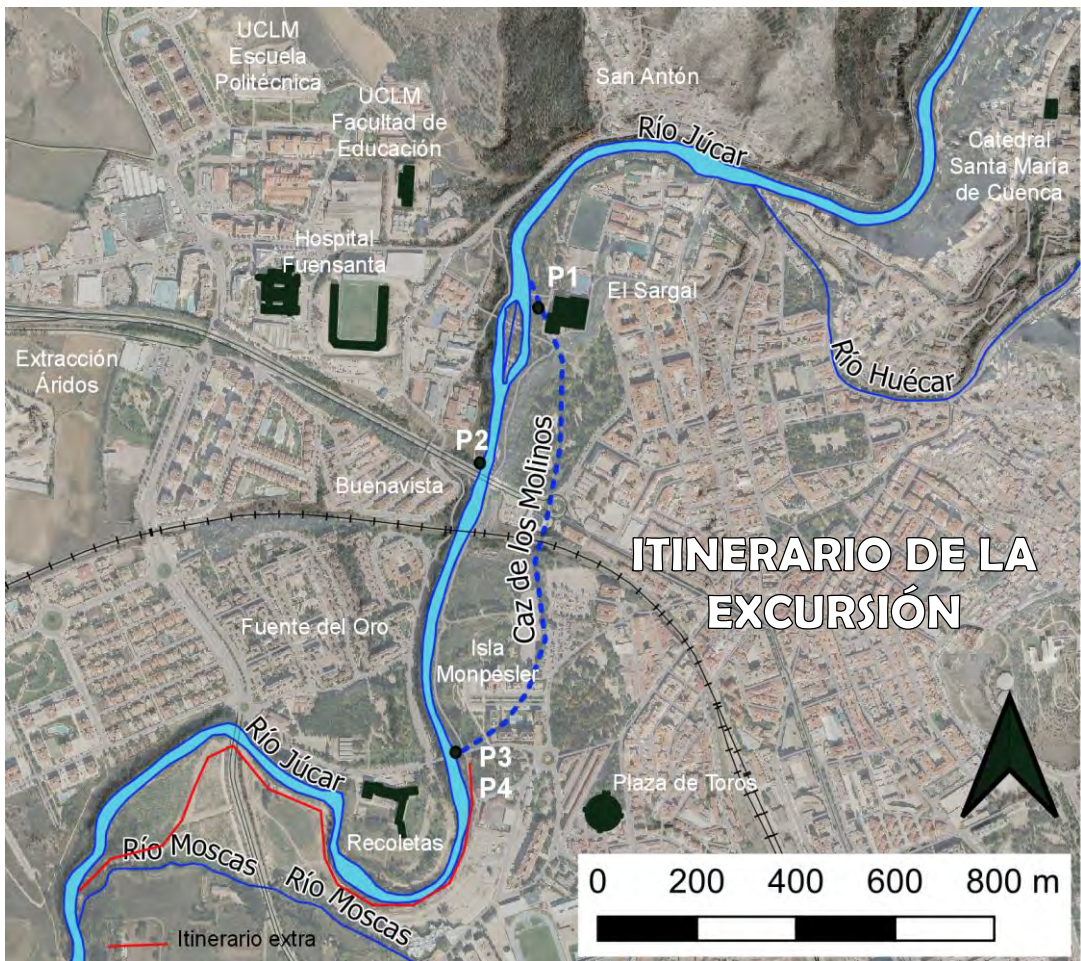 UCLM
Escuela
Politécnica
San Antón
UCLM
Facultad de
Educación
Río Júcar
Catedral
Santa María
de Cuenca
Hospital
Fuensanta
P1
El Sargal
Extracción
Áridos
Río Huécar
P2
Buenavista
Caz de los Molinos
ITINERARIO DE LA
EXCURSIÓN
Fuente del Oro
Isla
Monpesler
Río Júcar
P3
P4
Plaza de Toros
Recoletas
Río Moscas
Río Moscas
0 200 400 600 800 m
Itinerario extra